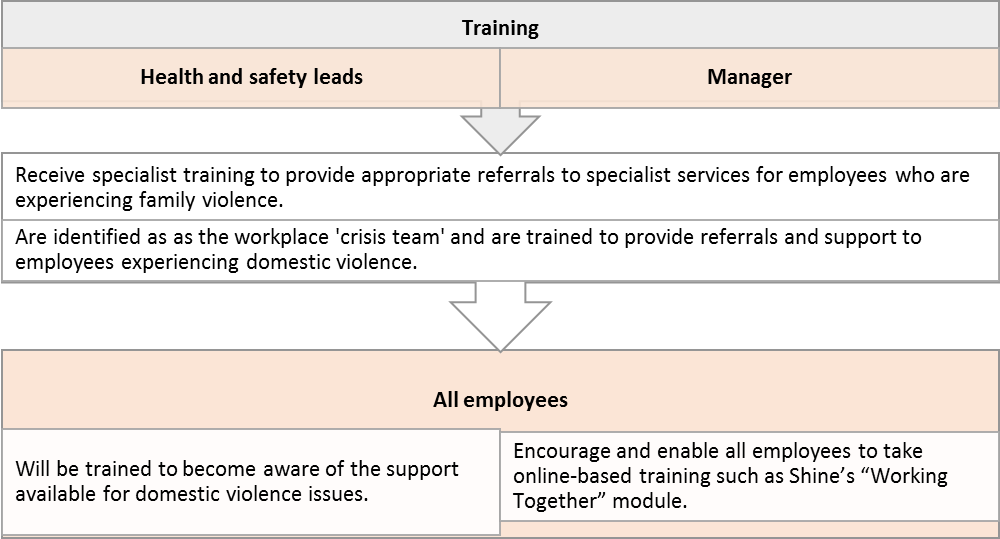 Training
Health and safety leads
Manager
Receive specialist training to provide appropriate referrals to specialist services for employees who are
experiencing family violence.
Are identified as as the workplace 'crisis team' and are trained to provide referrals and support to
employees experiencing domestic violence.
All employees
Will be trained to become aware of the support
available for domestic violence issues.
Encourage and enable all employees to take
online-based training such as Shine’s “Working
Together” module.